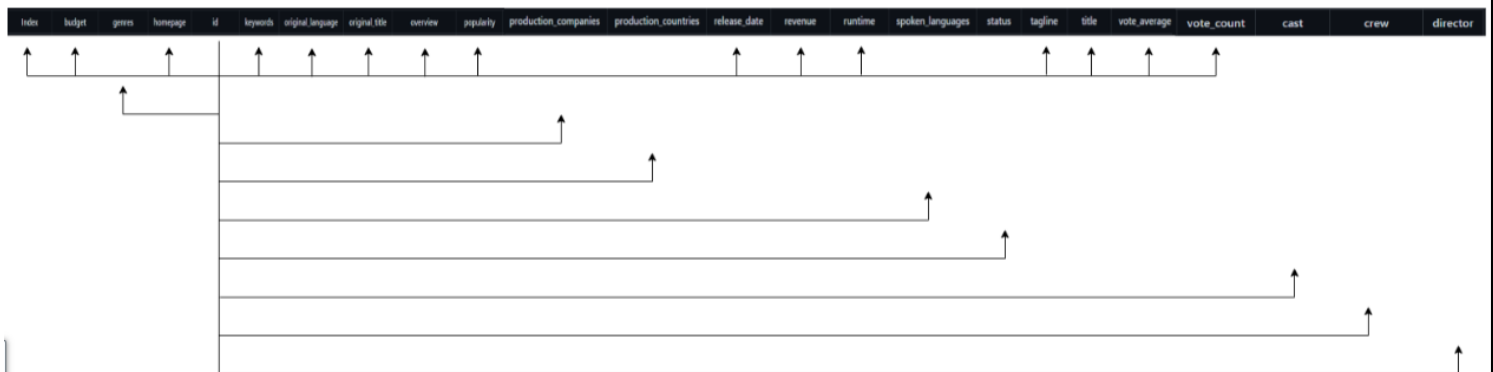 Index budget genres homepage id keywords original_language original_title overview popularity production_companies production_countries release_date revenue runtime spoken_languages status tagline title vote_average vote_count cast crew director